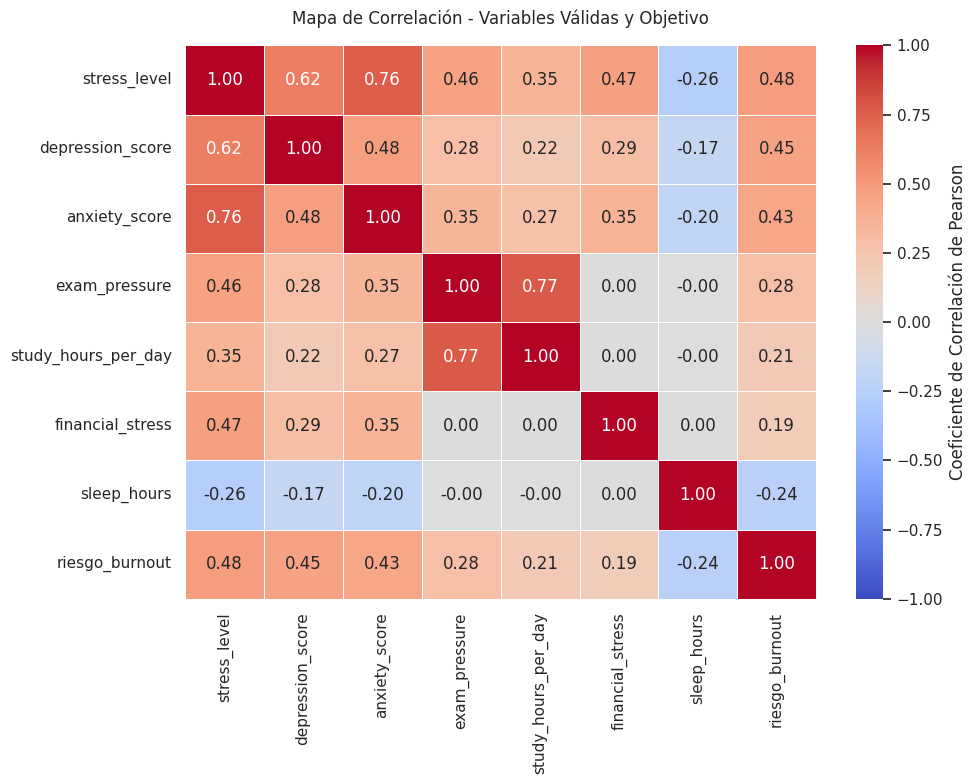 Mapa de Correlación - Variables Válidas y Objetivo
stress_level 1.00 0.62 0.76 0.46 0.35 0.47 -0.26 0.48
depression_score 0.62 1.00 0.48 0.28 0.22 0.29 -0.17 0.45
anxiety_score 0.76 0.48 1.00 0.35 0.27 0.35 -0.20 0.43
exam_pressure 0.46 0.28 0.35 1.00 0.77 0.00 -0.00 0.28
study_hours_per_day 0.35 0.22 0.27 0.77 1.00 0.00 -0.00 0.21
financial_stress 0.47 0.29 0.35 0.00 0.00 1.00 0.00 0.19
sleep_hours -0.26 -0.17 -0.20 -0.00 -0.00 0.00 1.00 -0.24
riesgo_burnout 0.48 0.45 0.43 0.28 0.21 0.19 -0.24 1.00
stress_level
depression_score
anxiety_score
exam_pressure
study_hours_per_day
financial_stress
sleep_hours
riesgo_burnout
1.00
0.75
0.50
0.25
0.00
−0.25
−0.50
−0.75
−1.00
Coeficiente de Correlación de Pearson